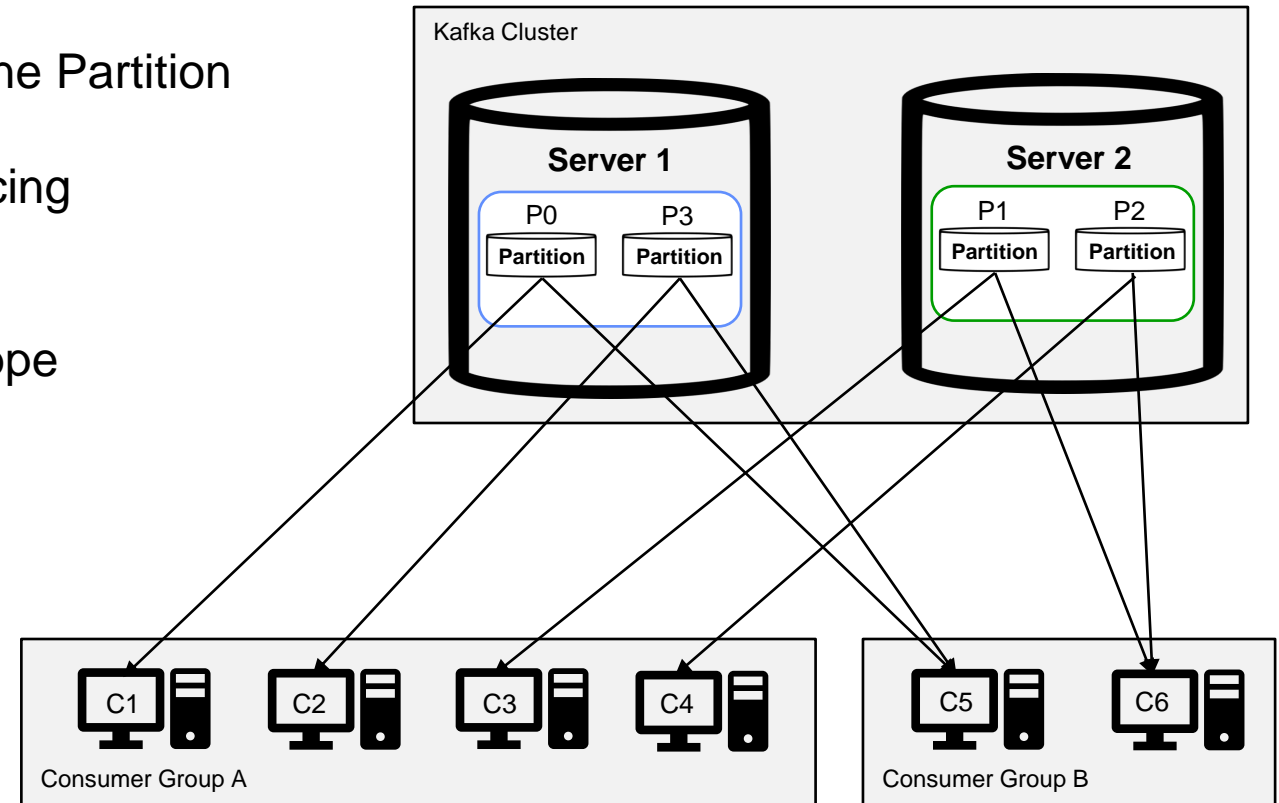 ne Partition
cing
ope
Kafka Cluster
Server 1
P0 P3
Partition Partition
Server 2
P1 P2
Partition Partition
C1 C2 C3 C4
Consumer Group A
C5 C6
Consumer Group B